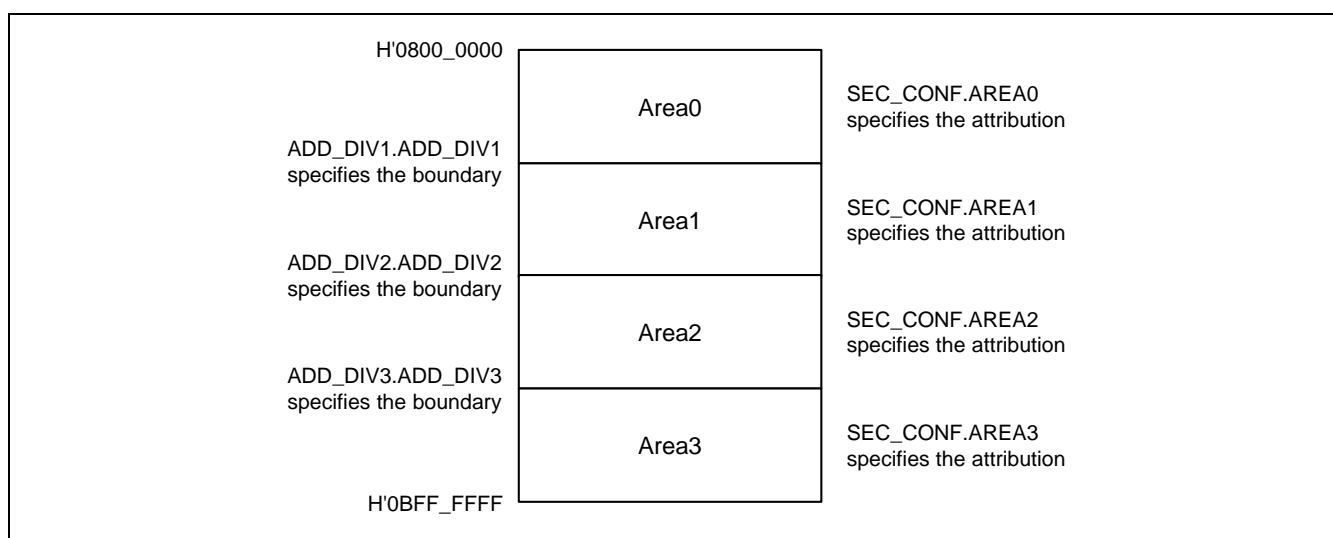 H'0800_0000
Area0
SEC_CONF.AREA0
specifies the attribution
ADD_DIV1.ADD_DIV1
specifies the boundary
Area1
SEC_CONF.AREA1
specifies the attribution
ADD_DIV2.ADD_DIV2
specifies the boundary
Area2
SEC_CONF.AREA2
specifies the attribution
ADD_DIV3.ADD_DIV3
specifies the boundary
Area3
SEC_CONF.AREA3
specifies the attribution
H'0BFF_FFFF